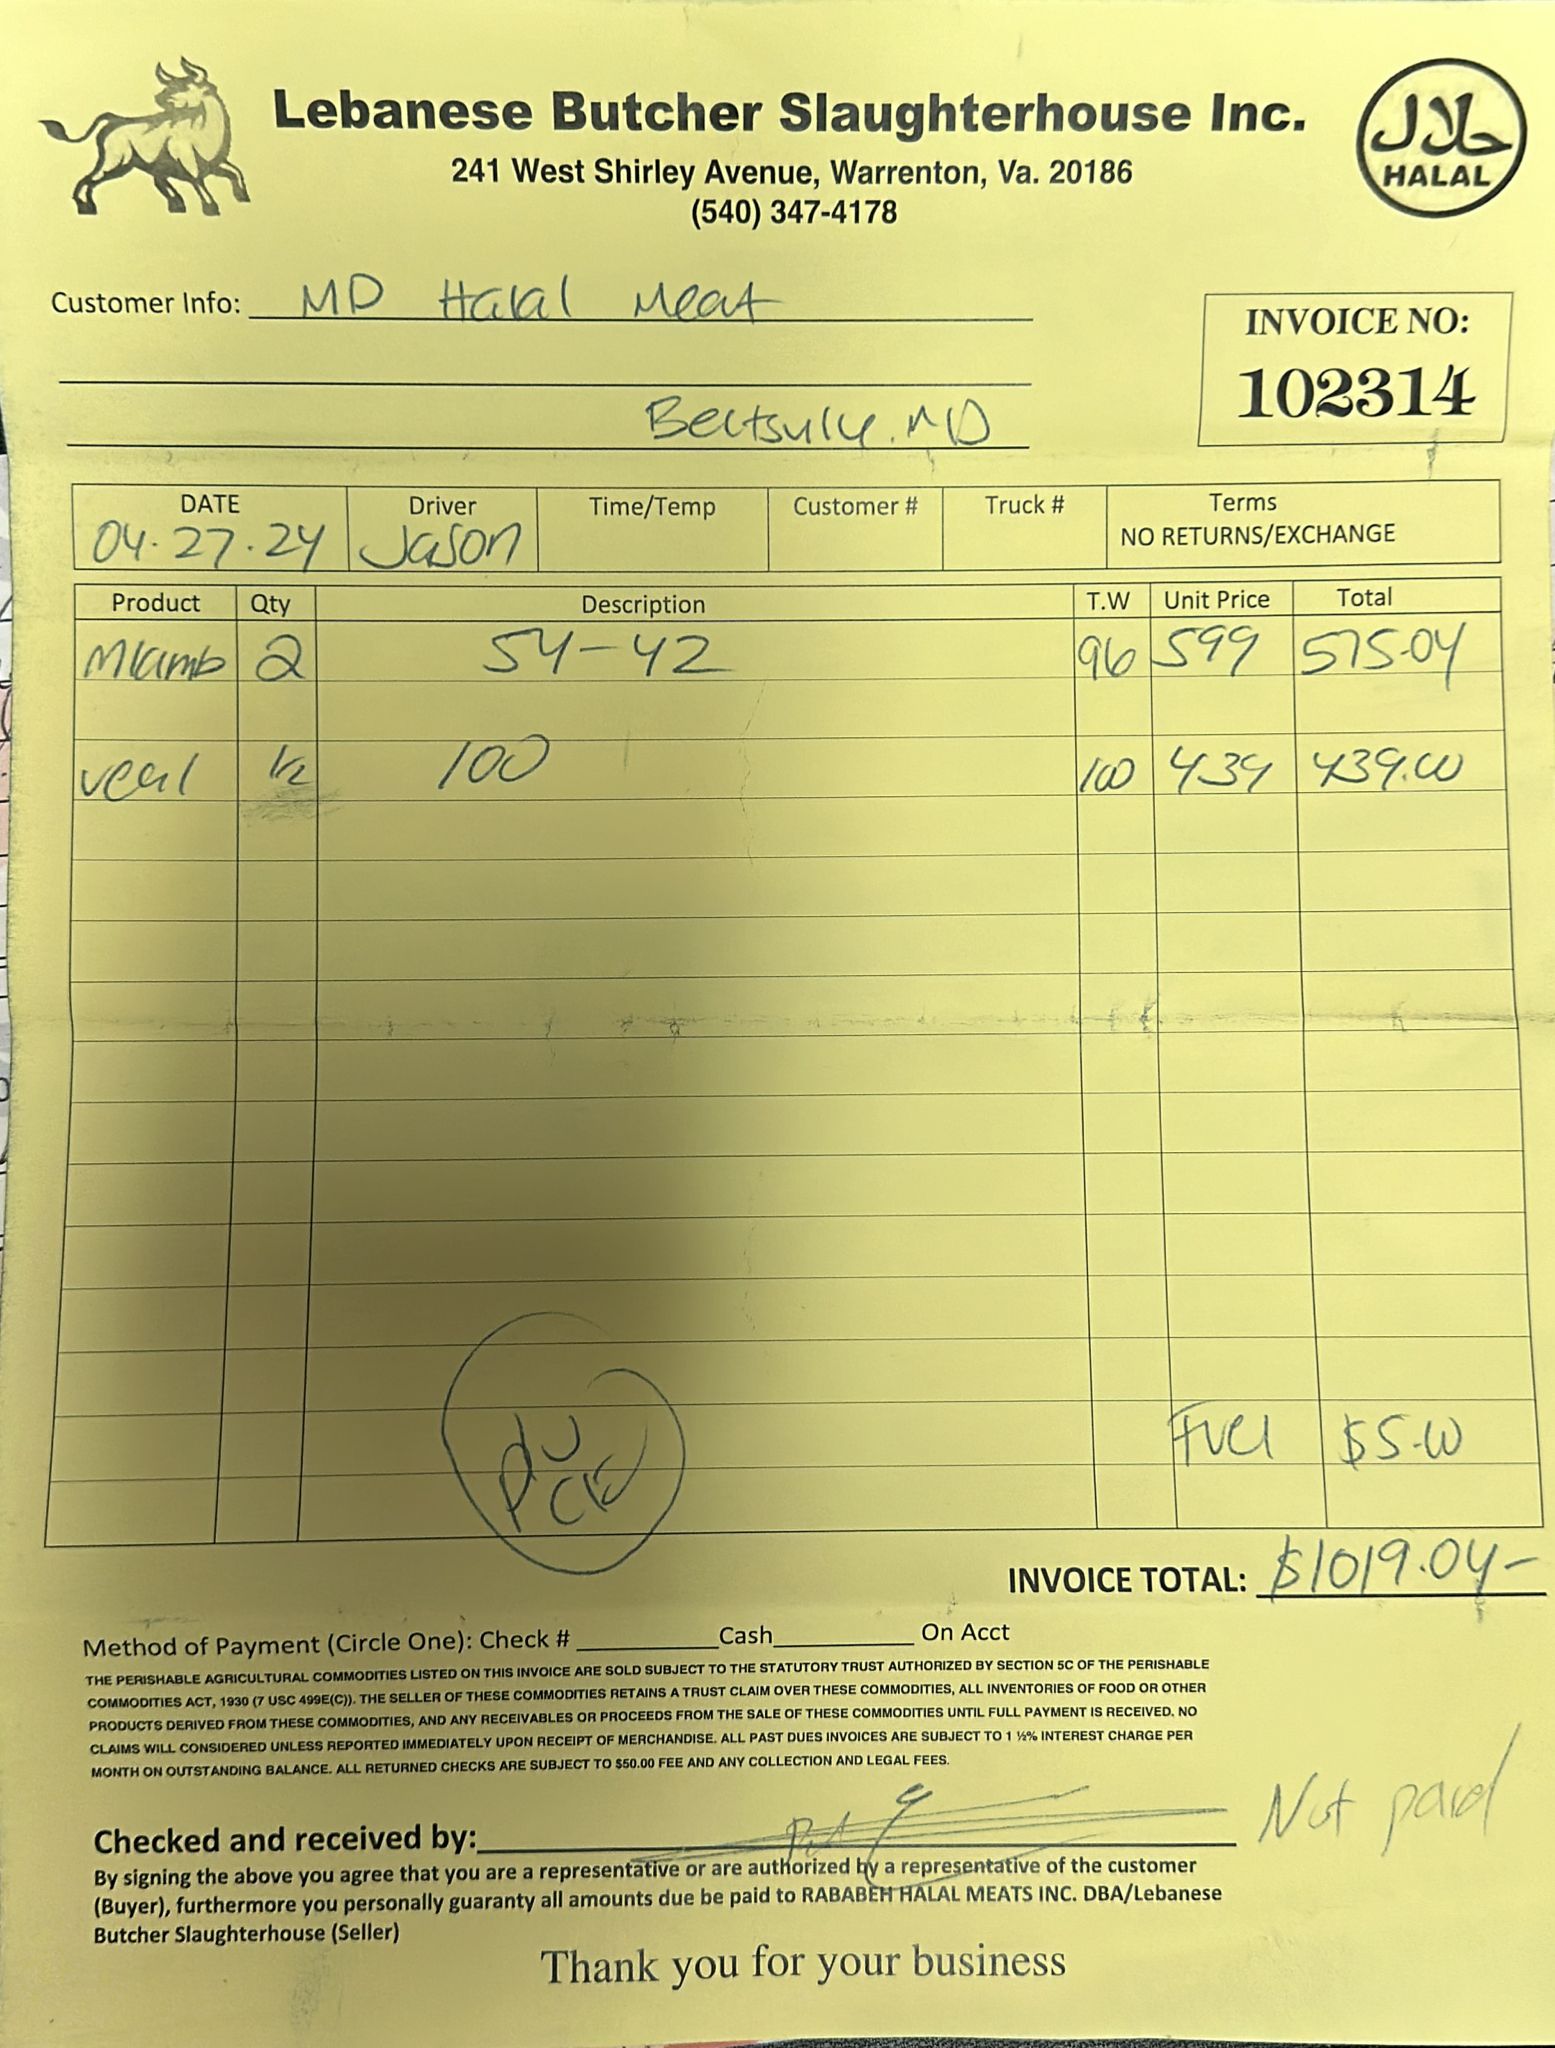 Lebanese Butcher Slaughterhouse Inc.
241 West Shirley Avenue, Warrenton, Va. 20186
(540) 347-4178
حلال
HALAL
Customer Info: MD Halal Meat
INVOICE NO:
102314
Beltsville. MD
DATE Driver Time/Temp Customer # Truck # Terms
04.27.24 Jason NO RETURNS/EXCHANGE
Product Qty Description T.W Unit Price Total
Mlamb 2 54-42 96 599 575.04
veal 1/2 100 100 439 439.00
Fuel $5.00
INVOICE TOTAL: $1019.04-
Method of Payment (Circle One): Check # Cash On Acct
THE PERISHABLE AGRICULTURAL COMMODITIES LISTED ON THIS INVOICE ARE SOLD SUBJECT TO THE STATUTORY TRUST AUTHORIZED BY SECTION 5C OF THE PERISHABLE
COMMODITIES ACT, 1930 (7 USC 499E(C)). THE SELLER OF THESE COMMODITIES RETAINS A TRUST CLAIM OVER THESE COMMODITIES, ALL INVENTORIES OF FOOD OR OTHER
PRODUCTS DERIVED FROM THESE COMMODITIES, AND ANY RECEIVABLES OR PROCEEDS FROM THE SALE OF THESE COMMODITIES UNTIL FULL PAYMENT IS RECEIVED. NO
CLAIMS WILL CONSIDERED UNLESS REPORTED IMMEDIATELY UPON RECEIPT OF MERCHANDISE. ALL PAST DUES INVOICES ARE SUBJECT TO 1 ½% INTEREST CHARGE PER
MONTH ON OUTSTANDING BALANCE. ALL RETURNED CHECKS ARE SUBJECT TO $50.00 FEE AND ANY COLLECTION AND LEGAL FEES.
Not paid
Checked and received by:
By signing the above you agree that you are a representative or are authorized by a representative of the customer
(Buyer), furthermore you personally guaranty all amounts due be paid to RABABEH HALAL MEATS INC. DBA/Lebanese
Butcher Slaughterhouse (Seller)
Thank you for your business